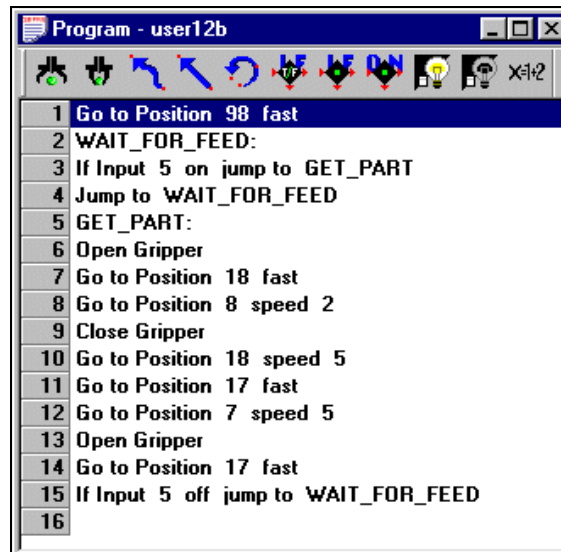 Program - user12b
IF IF ON X=1+2
1 Go to Position 98 fast
2 WAIT_FOR_FEED:
3 If Input 5 on jump to GET_PART
4 Jump to WAIT_FOR_FEED
5 GET_PART:
6 Open Gripper
7 Go to Position 18 fast
8 Go to Position 8 speed 2
9 Close Gripper
10 Go to Position 18 speed 5
11 Go to Position 17 fast
12 Go to Position 7 speed 5
13 Open Gripper
14 Go to Position 17 fast
15 If Input 5 off jump to WAIT_FOR_FEED
16